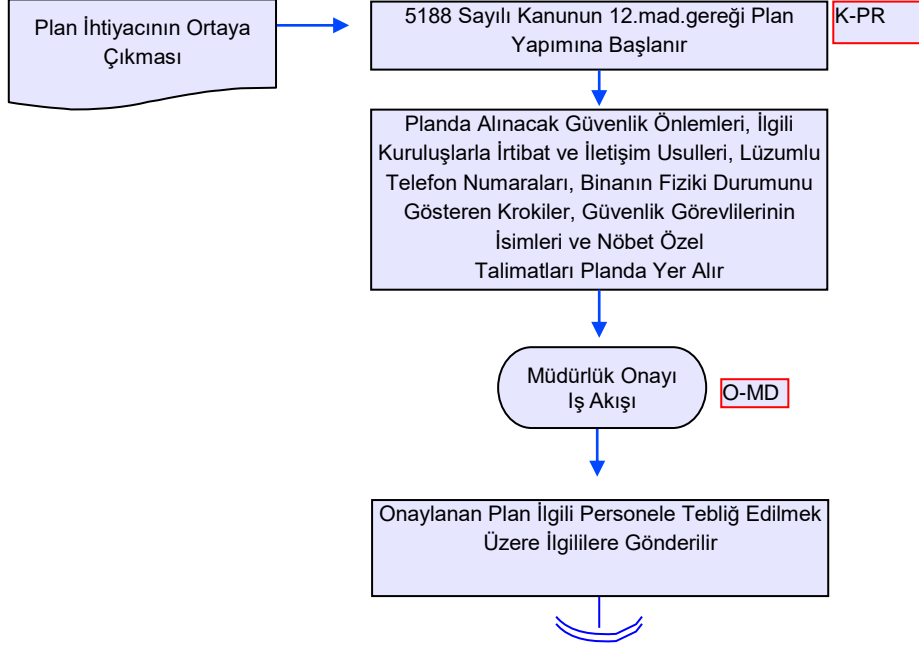 Plan İhtiyacının Ortaya
Çıkması
5188 Sayılı Kanunun 12.mad.gereği Plan
Yapımına Başlanır
K-PR
Planda Alınacak Güvenlik Önlemleri, İlgili
Kuruluşlarla İrtibat ve İletişim Usulleri, Lüzumlu
Telefon Numaraları, Binanın Fiziki Durumunu
Gösteren Krokiler, Güvenlik Görevlilerinin
İsimleri ve Nöbet Özel
Talimatları Planda Yer Alır
Müdürlük Onayı
Iş Akışı
O-MD
Onaylanan Plan İlgili Personele Tebliğ Edilmek
Üzere İlgililere Gönderilir